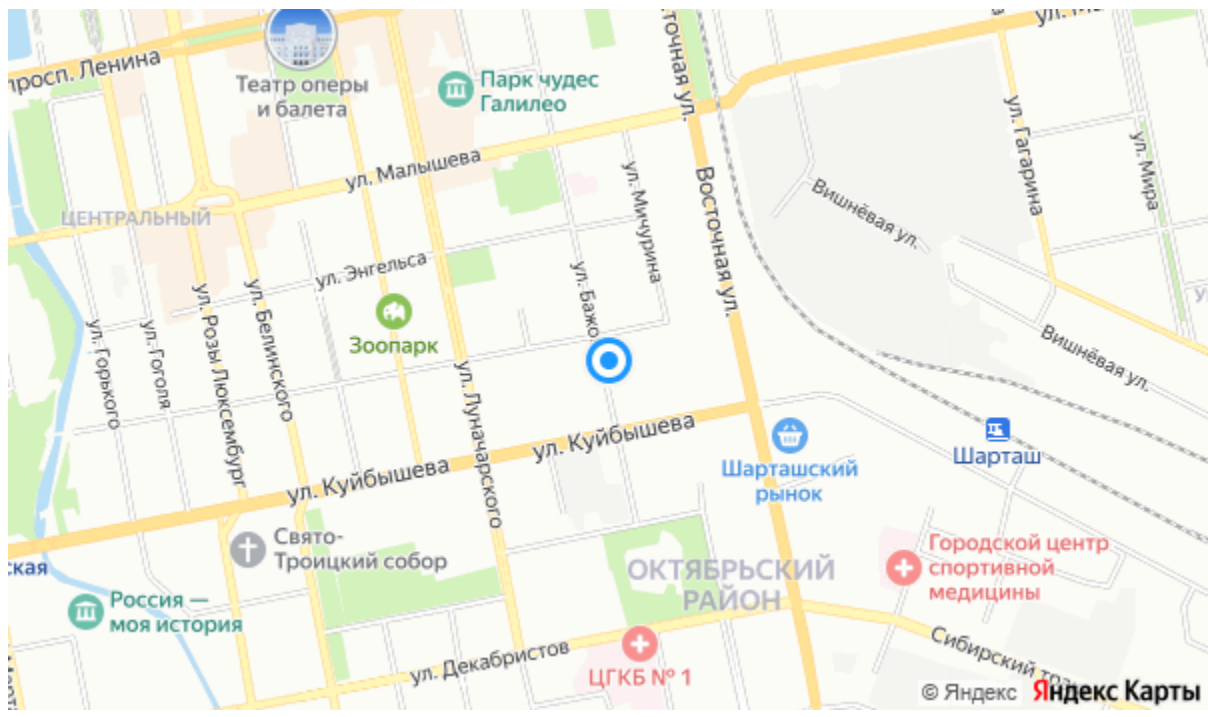 просп. Ленина
Театр оперы
и балета
Парк чудес
Галилео
точная ул.
ул. Малышева
ул. Гагарина
ул. Мира
ЦЕНТРАЛЬНЫЙ
ул. Мичурина
Восточная ул.
Вишнёвая ул.
ул. Энгельса
ул. Бажо
Зоопарк
ул. Горького
ул. Гоголя
ул. Розы Люксембург
ул. Белинского
ул. Луначарского
Вишнёвая ул.
ул. Куйбышева
ул. Куйбышева
Шарташский
рынок
Шарташ
Свято-
Троицкий собор
ская
Россия —
моя история
ОКТЯБРЬСКИЙ
РАЙОН
Городской центр
спортивной
медицины
ул. Декабристов
ЦГКБ № 1
Сибирский тра
© Яндекс Яндекс Карты